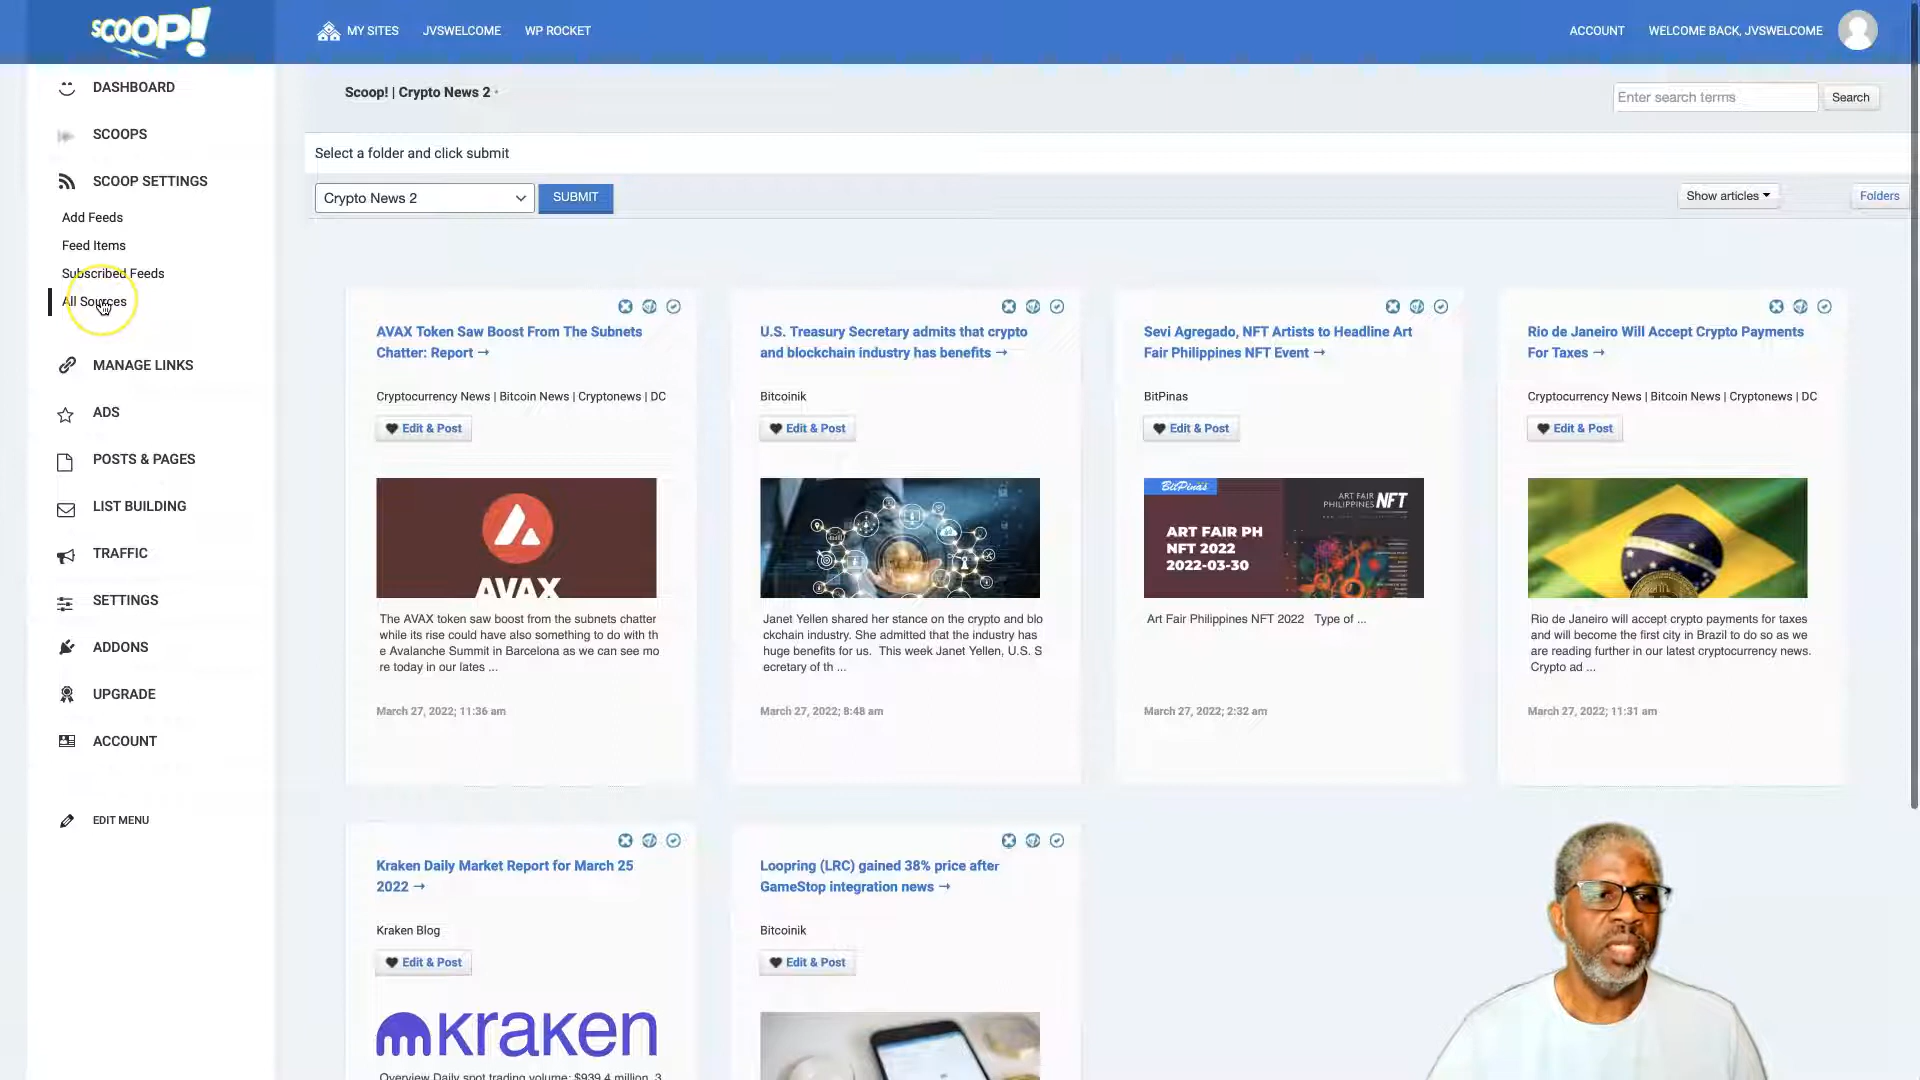 SCOOP!
MY SITES
JVSWELCOME
WP ROCKET
ACCOUNT
WELCOME BACK, JVSWELCOME
DASHBOARD
SCOOPS
SCOOP SETTINGS
Add Feeds
Feed Items
Subscribed Feeds
All Sources
MANAGE LINKS
ADS
POSTS & PAGES
LIST BUILDING
TRAFFIC
SETTINGS
ADDONS
UPGRADE
ACCOUNT
EDIT MENU
Scoop! | Crypto News 2
Enter search terms
Search
Select a folder and click submit
Crypto News 2
SUBMIT
Show articles
Folders
AVAX Token Saw Boost From The Subnets
Chatter: Report →
Cryptocurrency News | Bitcoin News | Cryptonews | DC
Edit & Post
AVAX
The AVAX token saw boost from the subnets chatter
while its rise could have also something to do with th
e Avalanche Summit in Barcelona as we can see mo
re today in our lates ...
March 27, 2022; 11:36 am
U.S. Treasury Secretary admits that crypto
and blockchain industry has benefits →
Bitcoinik
Edit & Post
Janet Yellen shared her stance on the crypto and blo
ckchain industry. She admitted that the industry has
huge benefits for us. This week Janet Yellen, U.S. S
ecretary of th ...
March 27, 2022; 8:48 am
Sevi Agregado, NFT Artists to Headline Art
Fair Philippines NFT Event →
BitPinas
Edit & Post
BitPinas
ART FAIR
PHILIPPINES NFT
ART FAIR PH
NFT 2022
2022-03-30
Art Fair Philippines NFT 2022 Type of ...
March 27, 2022; 2:32 am
Rio de Janeiro Will Accept Crypto Payments
For Taxes →
Cryptocurrency News | Bitcoin News | Cryptonews | DC
Edit & Post
Rio de Janeiro will accept crypto payments for taxes
and will become the first city in Brazil to do so as we
are reading further in our latest cryptocurrency news.
Crypto ad ...
March 27, 2022; 11:31 am
Kraken Daily Market Report for March 25
2022 →
Kraken Blog
Edit & Post
kraken
Overview Daily spot trading volume: $939.4 million, 3
Loopring (LRC) gained 38% price after
GameStop integration news →
Bitcoinik
Edit & Post